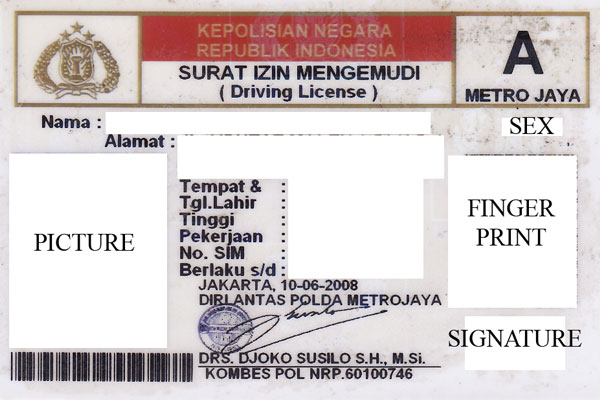 KEPOLISIAN NEGARA
REPUBLIK INDONESIA
SURAT IZIN MENGEMUDI
( Driving License )
A
METRO JAYA
Nama :
SEX
Alamat :
PICTURE
Tempat & :
Tgl.Lahir :
Tinggi :
Pekerjaan :
No. SIM :
Berlaku s/d :
FINGER
PRINT
JAKARTA, 10-06-2008
DIRLANTAS POLDA METROJAYA
SIGNATURE
DRS. DJOKO SUSILO S.H., M.Si.
KOMBES POL NRP.60100746